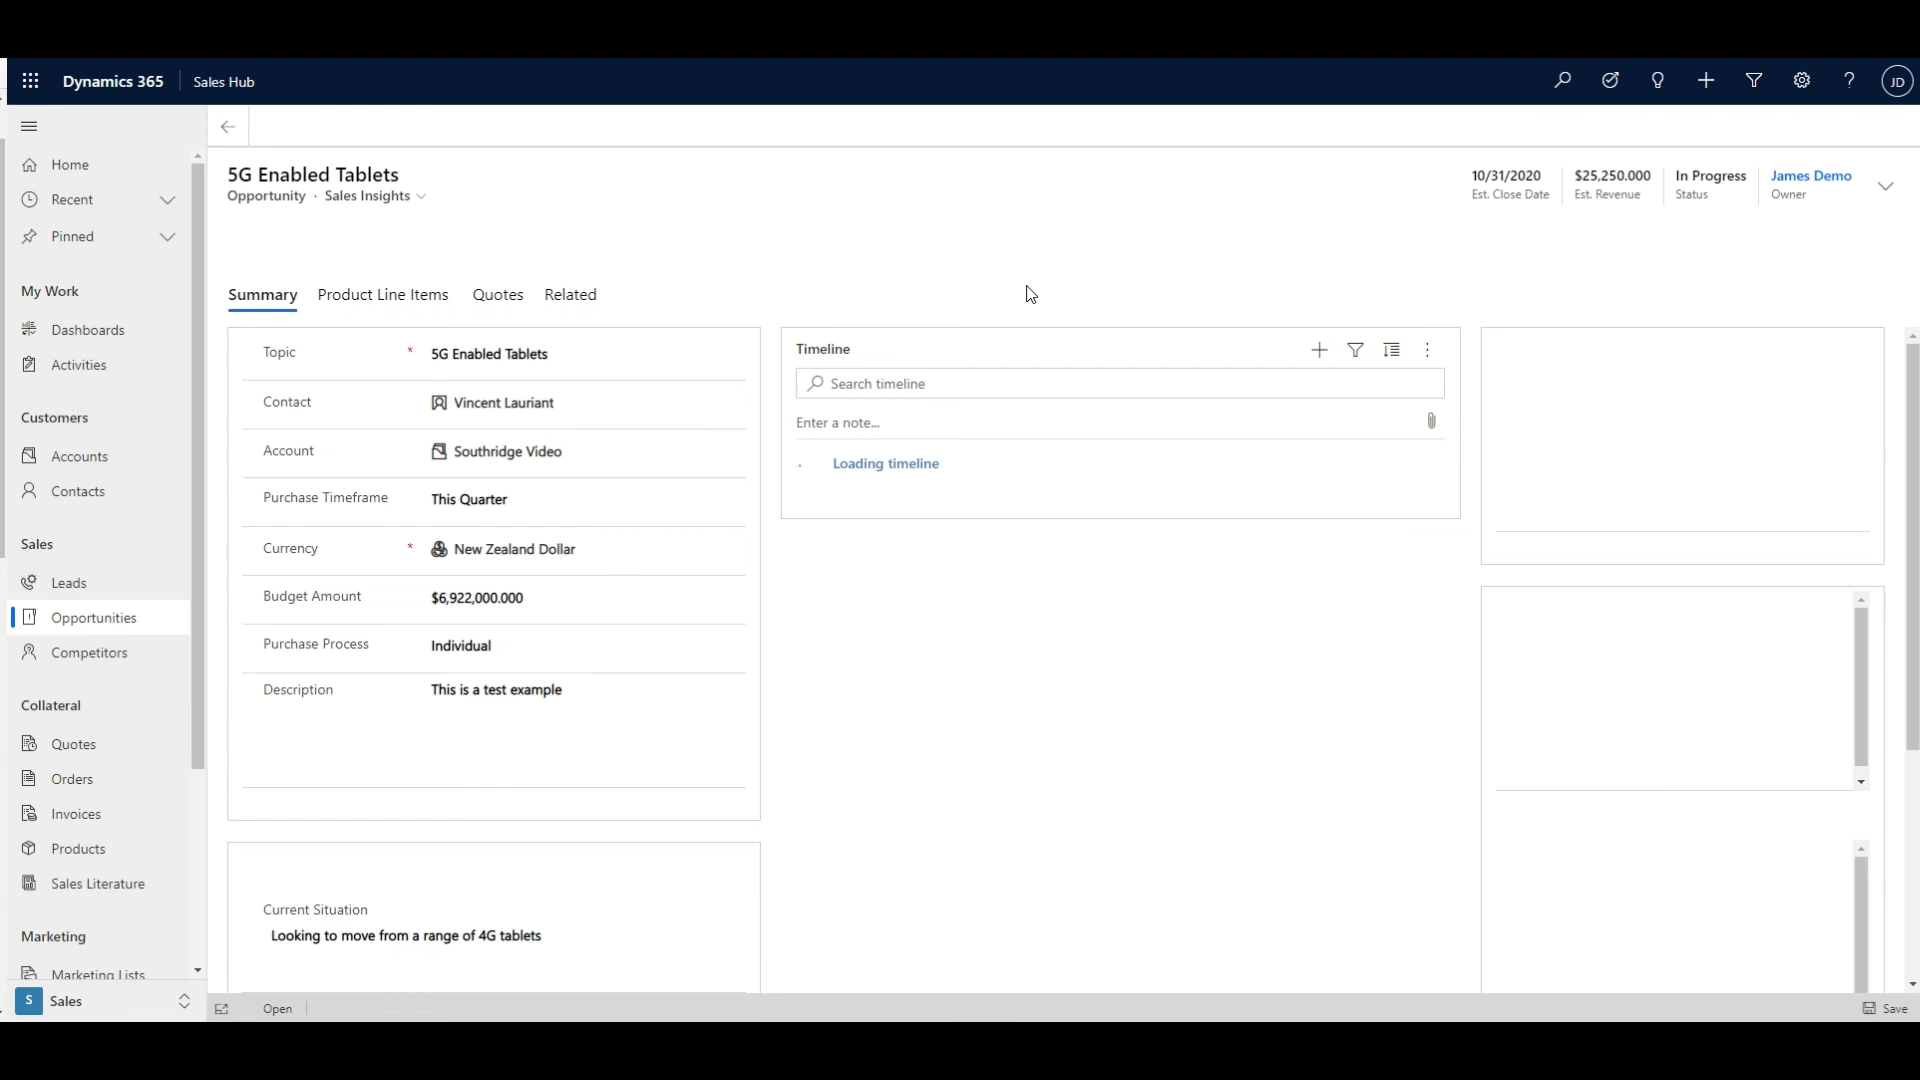 Dynamics 365 Sales Hub JD
Home
Recent
Pinned
My Work
Dashboards
Activities
Customers
Accounts
Contacts
Sales
Leads
Opportunities
Competitors
Collateral
Quotes
Orders
Invoices
Products
Sales Literature
Marketing
Marketing Lists
S Sales
5G Enabled Tablets
Opportunity · Sales Insights
10/31/2020
Est. Close Date
$25,250.000
Est. Revenue
In Progress
Status
James Demo
Owner
Summary Product Line Items Quotes Related
Topic * 5G Enabled Tablets
Contact Vincent Lauriant
Account Southridge Video
Purchase Timeframe This Quarter
Currency * New Zealand Dollar
Budget Amount $6,922,000.000
Purchase Process Individual
Description This is a test example
Current Situation
Looking to move from a range of 4G tablets
Timeline
Search timeline
Enter a note...
Loading timeline
Open
Save